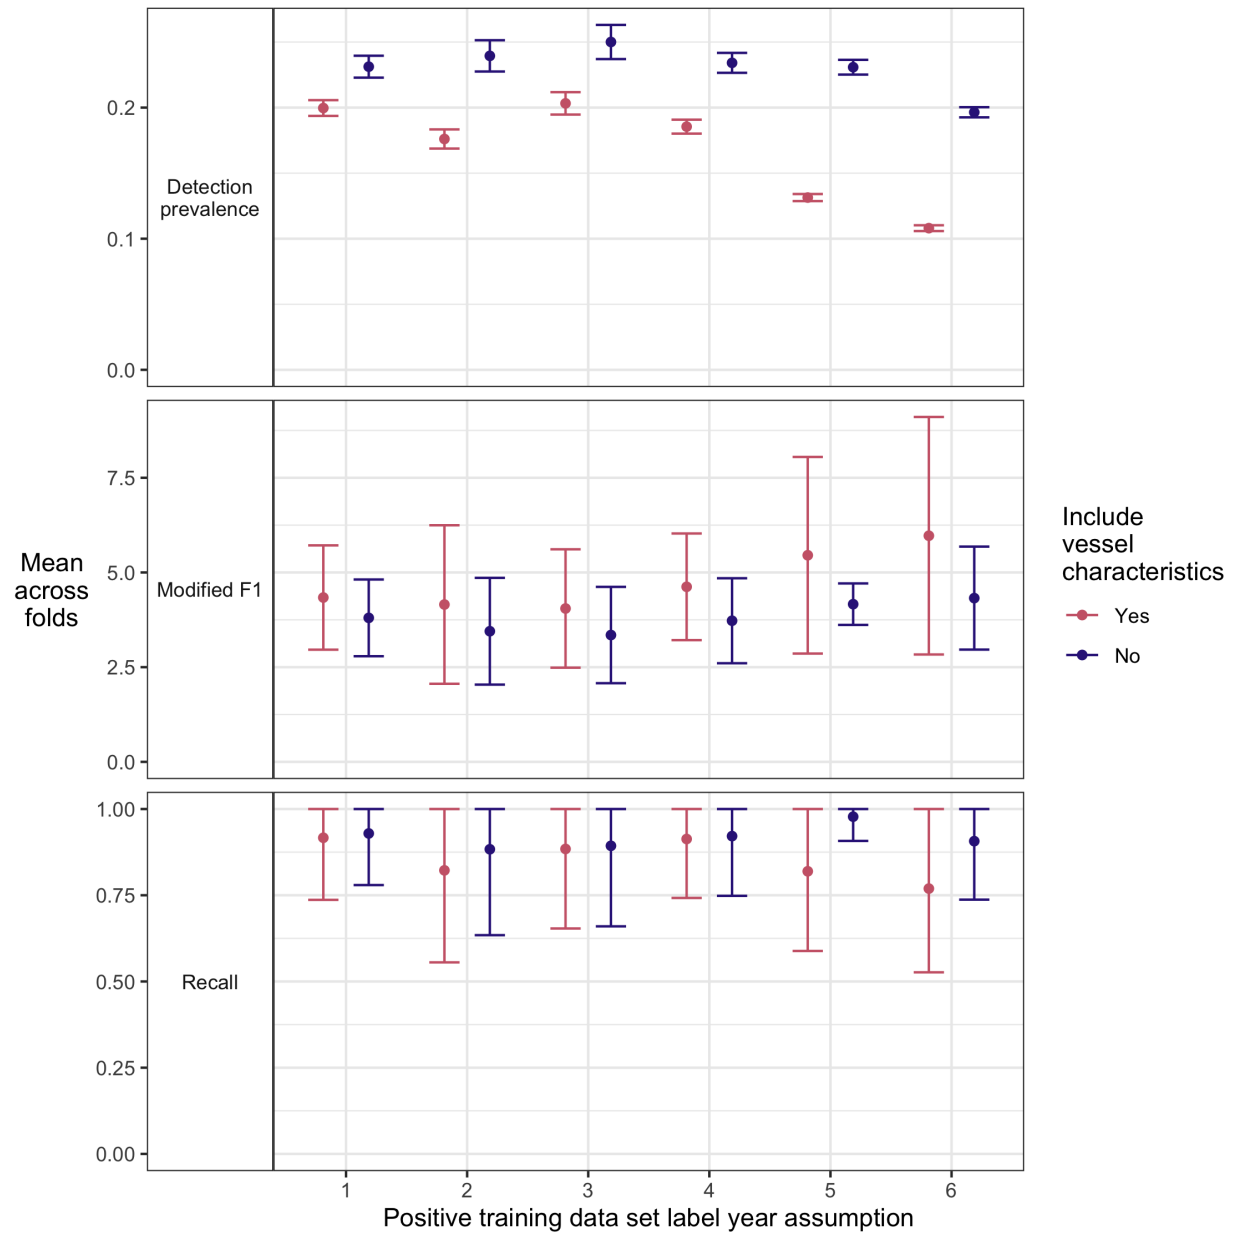 0.2
0.1
0.0
Detection
prevalence
7.5
5.0
2.5
0.0
Modified F1
Mean
across
folds
1.00
0.75
0.50
0.25
0.00
Recall
1 2 3 4 5 6
Positive training data set label year assumption
Include
vessel
characteristics
Yes
No